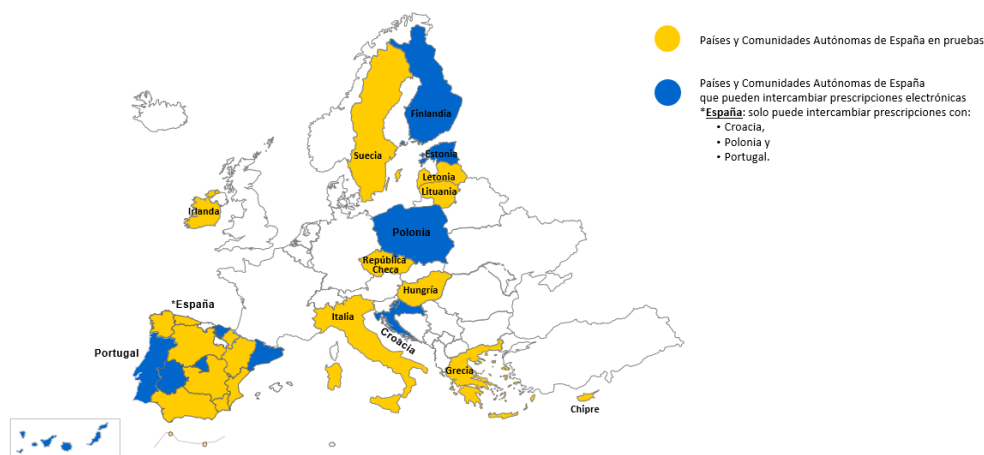 Países y Comunidades Autónomas de España en pruebas
Países y Comunidades Autónomas de España
que pueden intercambiar prescripciones electrónicas
*España: solo puede intercambiar prescripciones con:
• Croacia,
• Polonia y
• Portugal.
Finlandia
Suecia
Estonia
Letonia
Lituania
Irlanda
Polonia
República
Checa
Hungría
*España
Italia
Croacia
Portugal
Grecia
Chipre